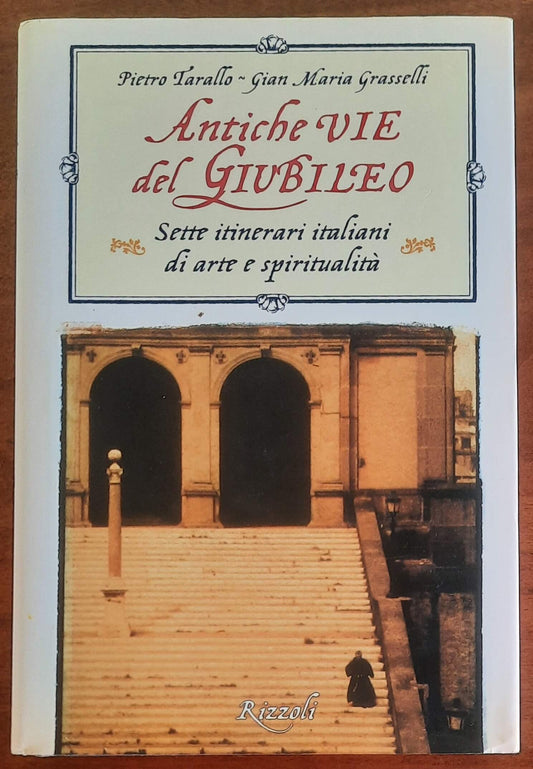 Pietro Tarallo ~ Gian Maria Grasselli
Antiche VIE
del GIUBILEO
Sette itinerari italiani
di arte e spiritualità
Rizzoli